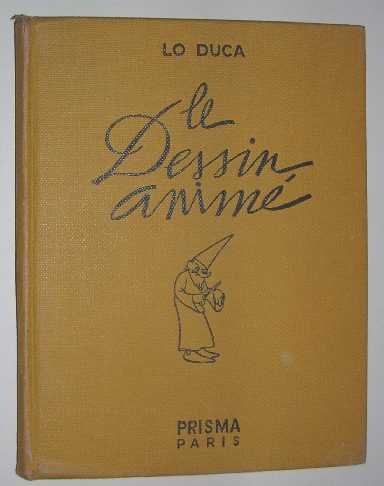 LO DUCA
le
Dessin
animé
PRISMA
PARIS